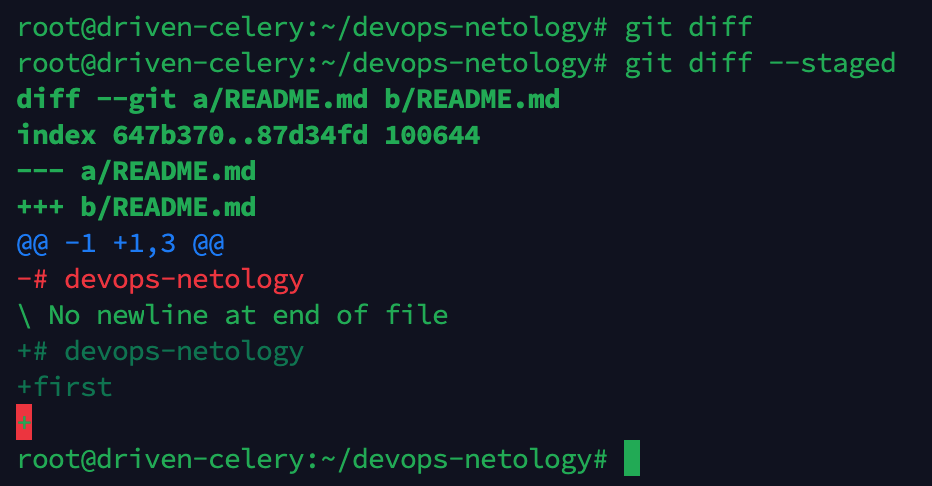 root@driven-celery:~/devops-netology# git diff
root@driven-celery:~/devops-netology# git diff --staged
diff --git a/README.md b/README.md
index 647b370..87d34fd 100644
--- a/README.md
+++ b/README.md
@@ -1 +1,3 @@
-# devops-netology
\ No newline at end of file
+# devops-netology
+first
+
root@driven-celery:~/devops-netology#